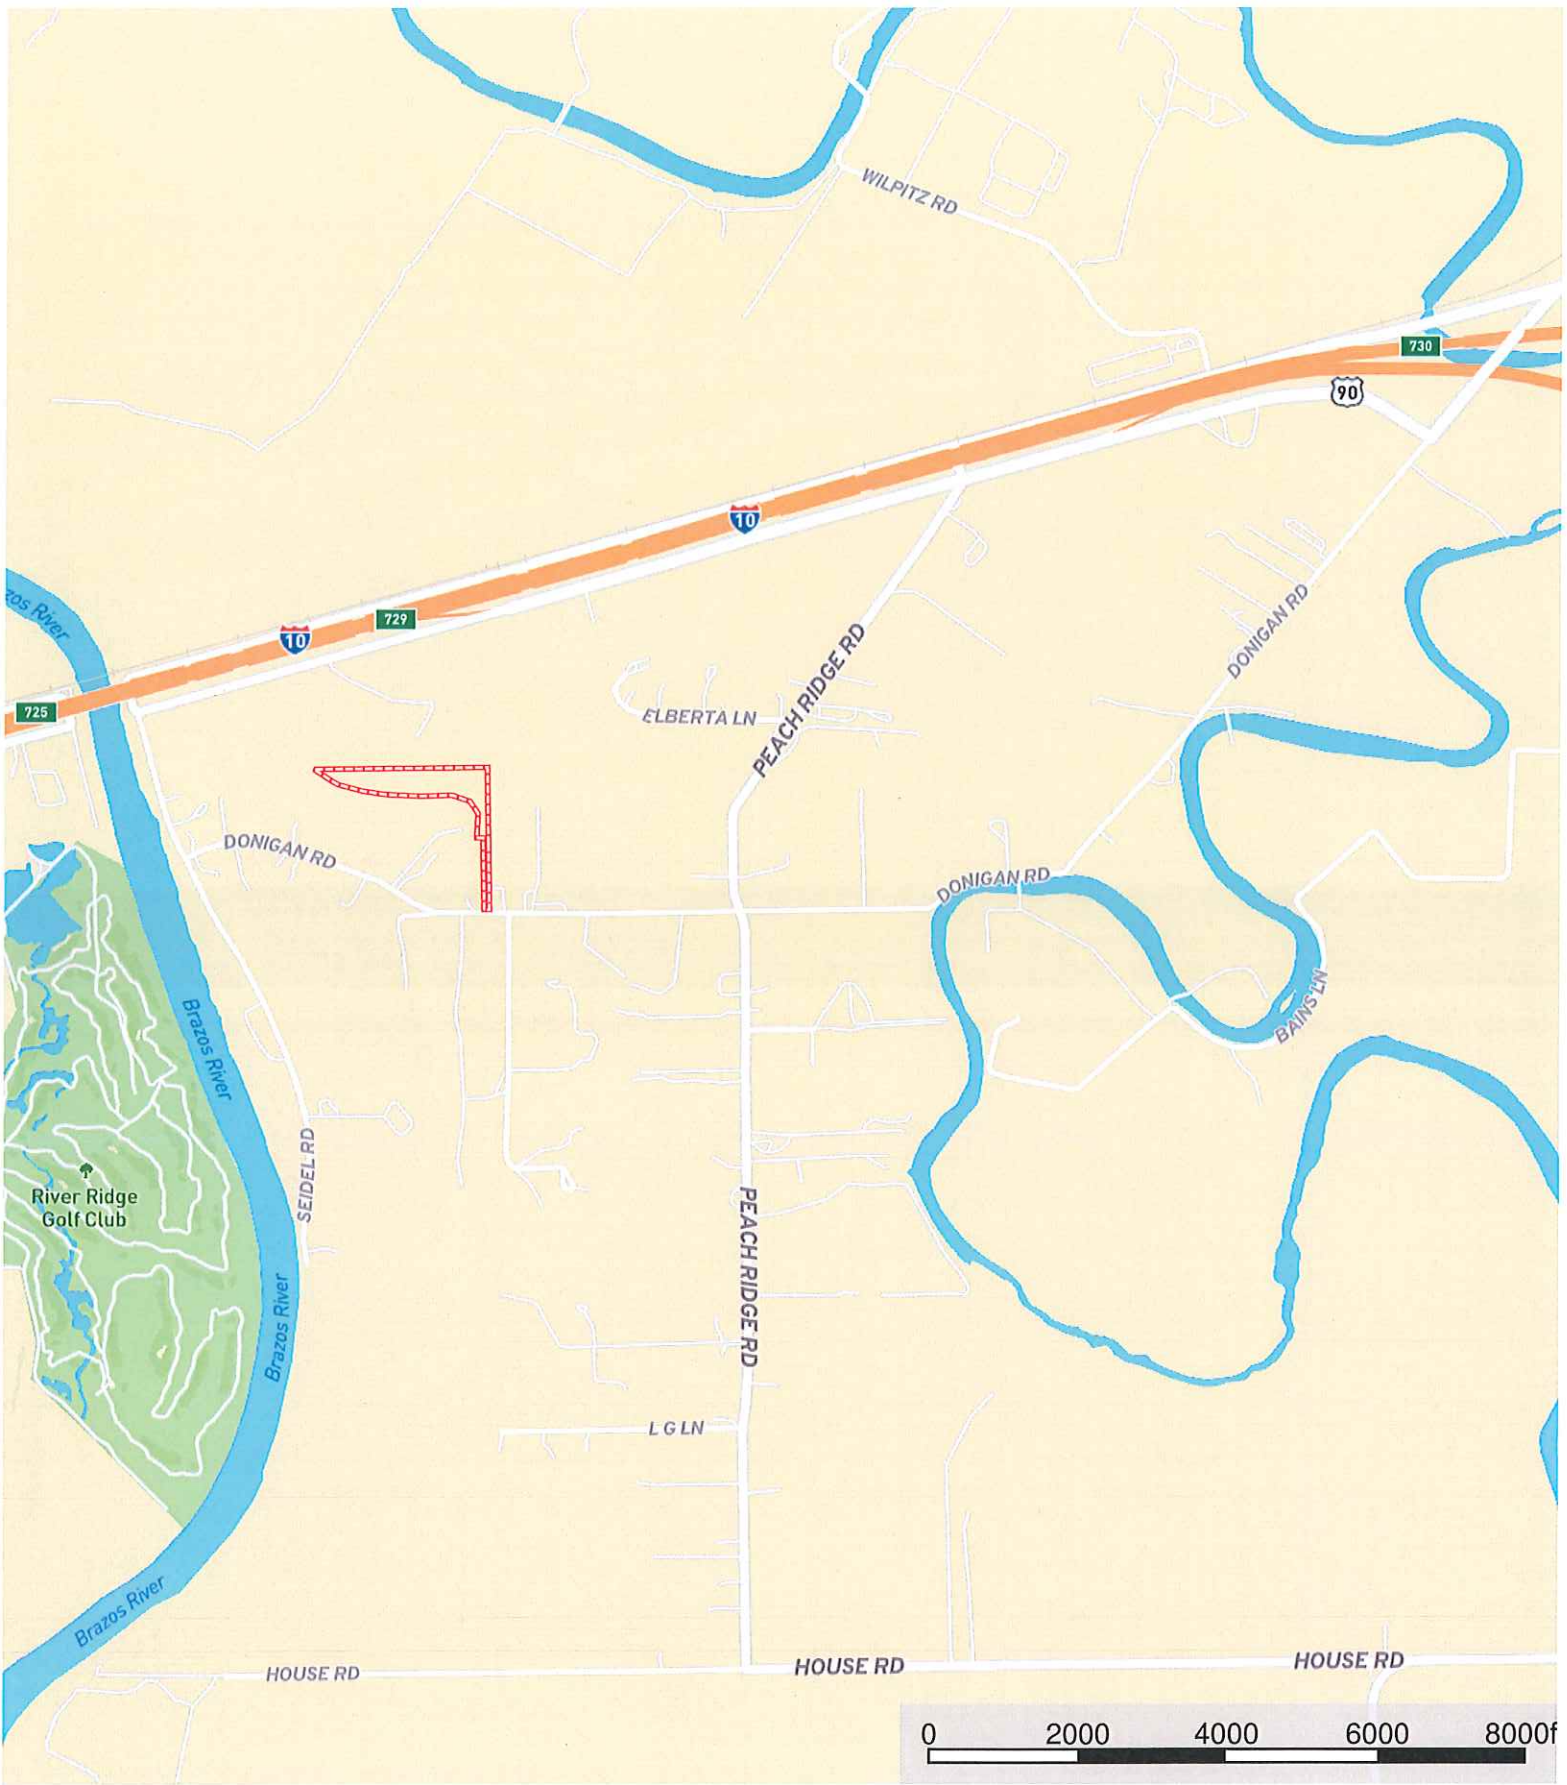 WILPITZ RD
730
90
10
zos River
DONIGAN RD
729
10
PEACH RIDGE RD
725
ELBERTA LN
DONIGAN RD
DONIGAN RD
BAINS LN
Brazos River
SEIDEL RD
River Ridge
Golf Club
PEACH RIDGE RD
Brazos River
L G LN
Brazos River
HOUSE RD
HOUSE RD
HOUSE RD
0 2000 4000 6000 8000f